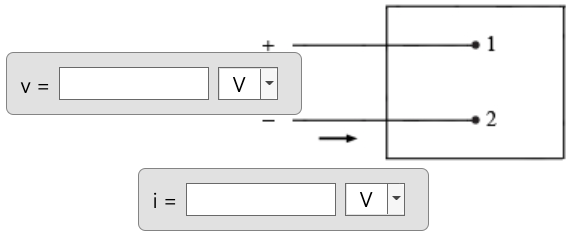 + 1
v = V
− 2
i = V